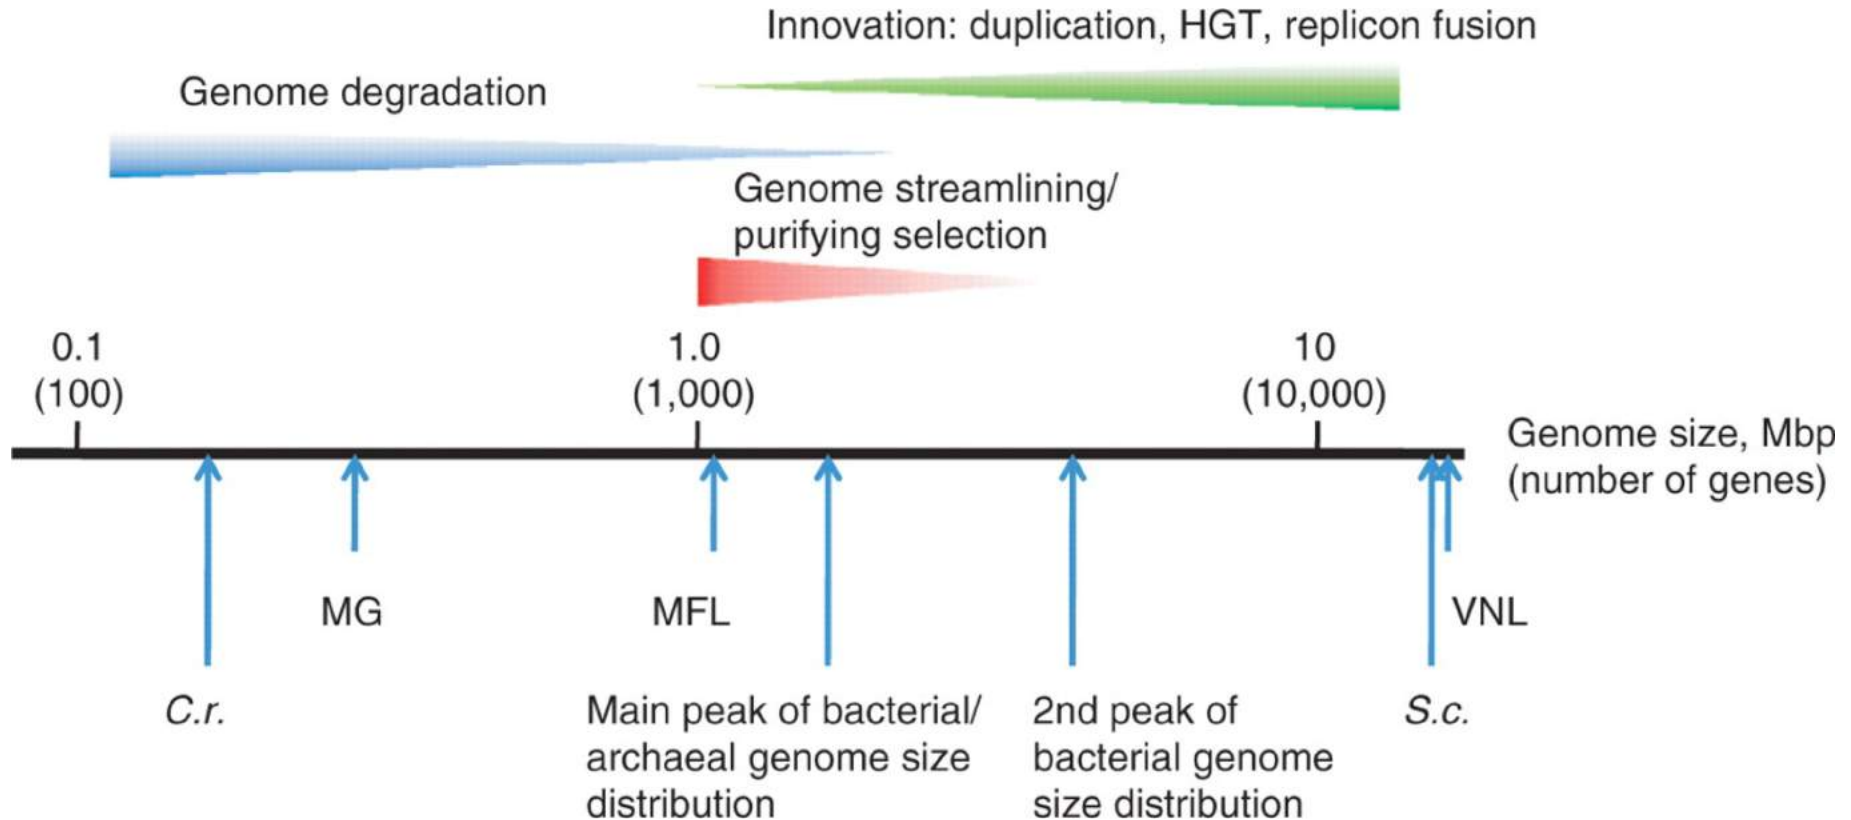 Innovation: duplication, HGT, replicon fusion
Genome degradation
Genome streamlining/
purifying selection
0.1
(100)
1.0
(1,000)
10
(10,000)
Genome size, Mbp
(number of genes)
MG
MFL
VNL
C.r.
Main peak of bacterial/
archaeal genome size
distribution
2nd peak of
bacterial genome
size distribution
S.c.